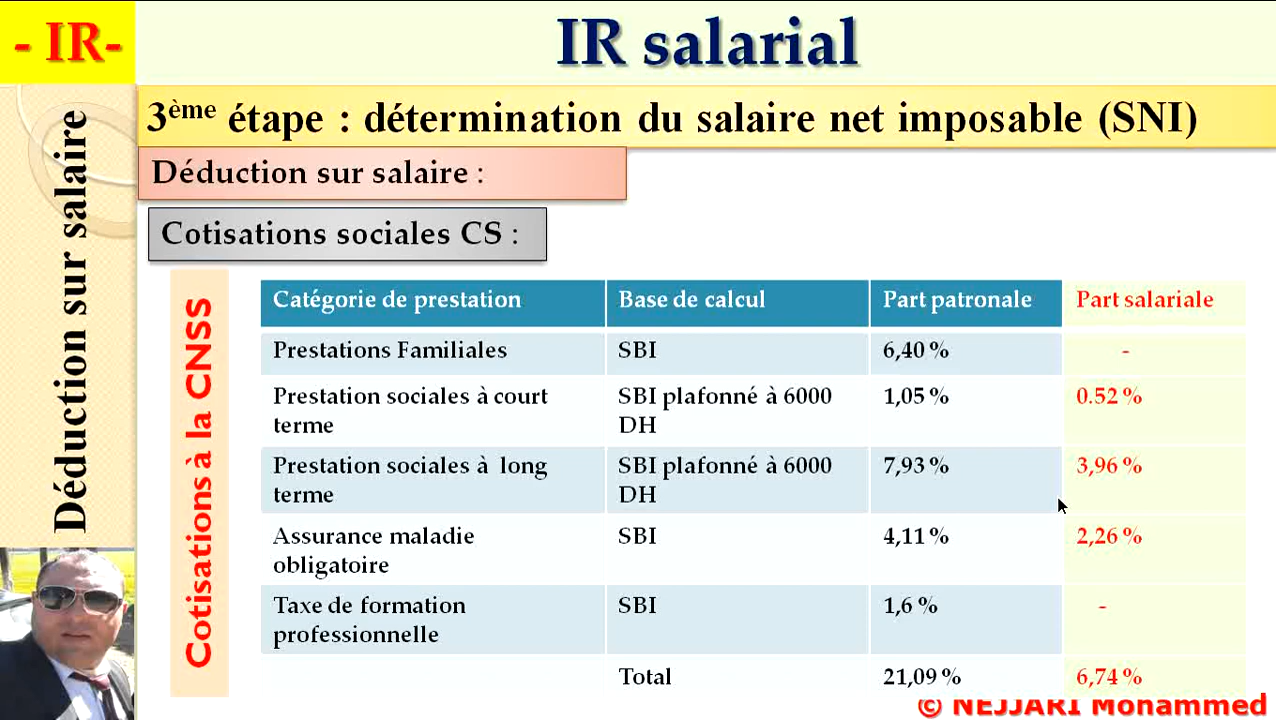 - IR-
IR salarial
3ème étape : détermination du salaire net imposable (SNI)
Déduction sur salaire :
Cotisations sociales CS :
Déduction sur salaire
Cotisations à la CNSS
Catégorie de prestation Base de calcul Part patronale Part salariale
Prestations Familiales SBI 6,40 % -
Prestation sociales à court SBI plafonné à 6000 1,05 % 0.52 %
terme DH
Prestation sociales à long SBI plafonné à 6000 7,93 % 3,96 %
terme DH
Assurance maladie SBI 4,11 % 2,26 %
obligatoire
Taxe de formation SBI 1,6 % -
professionnelle
Total 21,09 % 6,74 %
© NEJJARI Monammed